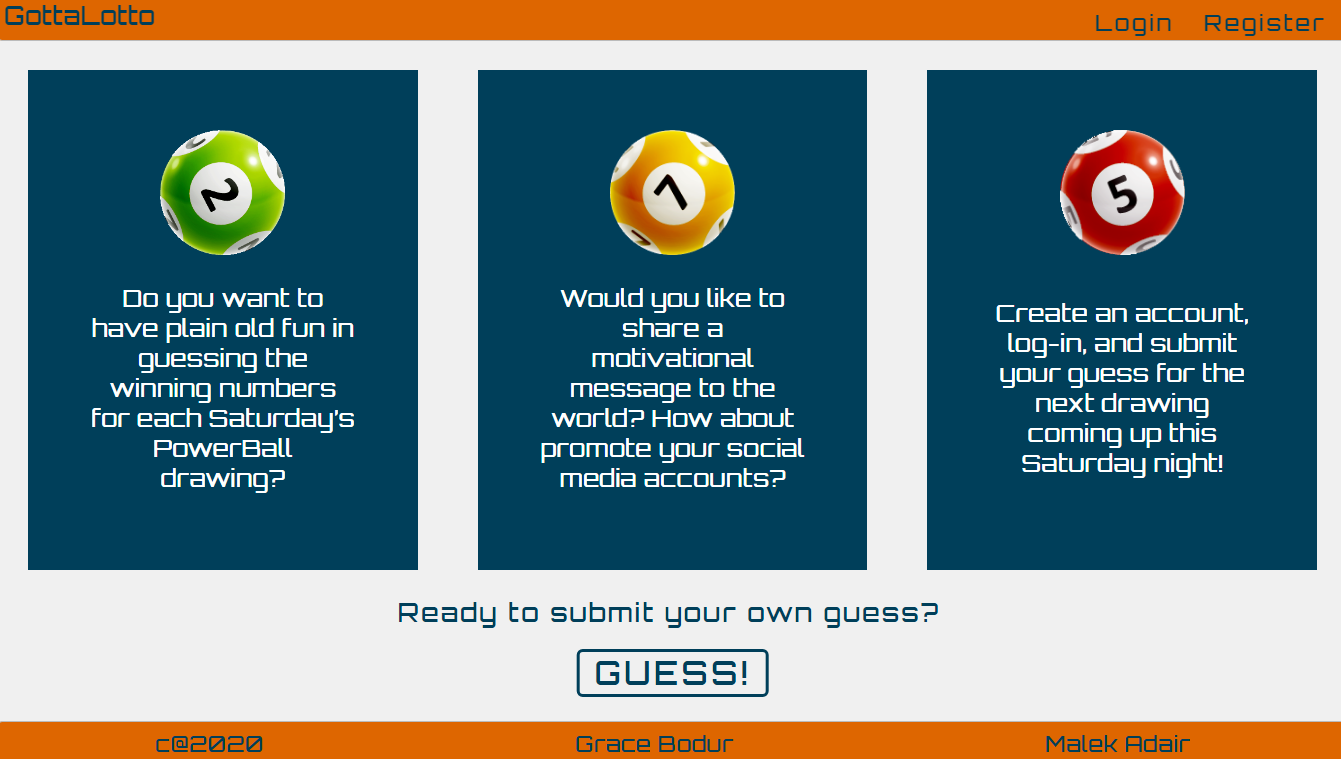 GottaLotto
Login Register
2
Do you want to
have plain old fun in
guessing the
winning numbers
for each Saturday's
PowerBall
drawing?
7
Would you like to
share a
motivational
message to the
world? How about
promote your social
media accounts?
5
Create an account,
log-in, and submit
your guess for the
next drawing
coming up this
Saturday night!
Ready to submit your own guess?
GUESS!
c@2020
Grace Bodur
Malek Adair